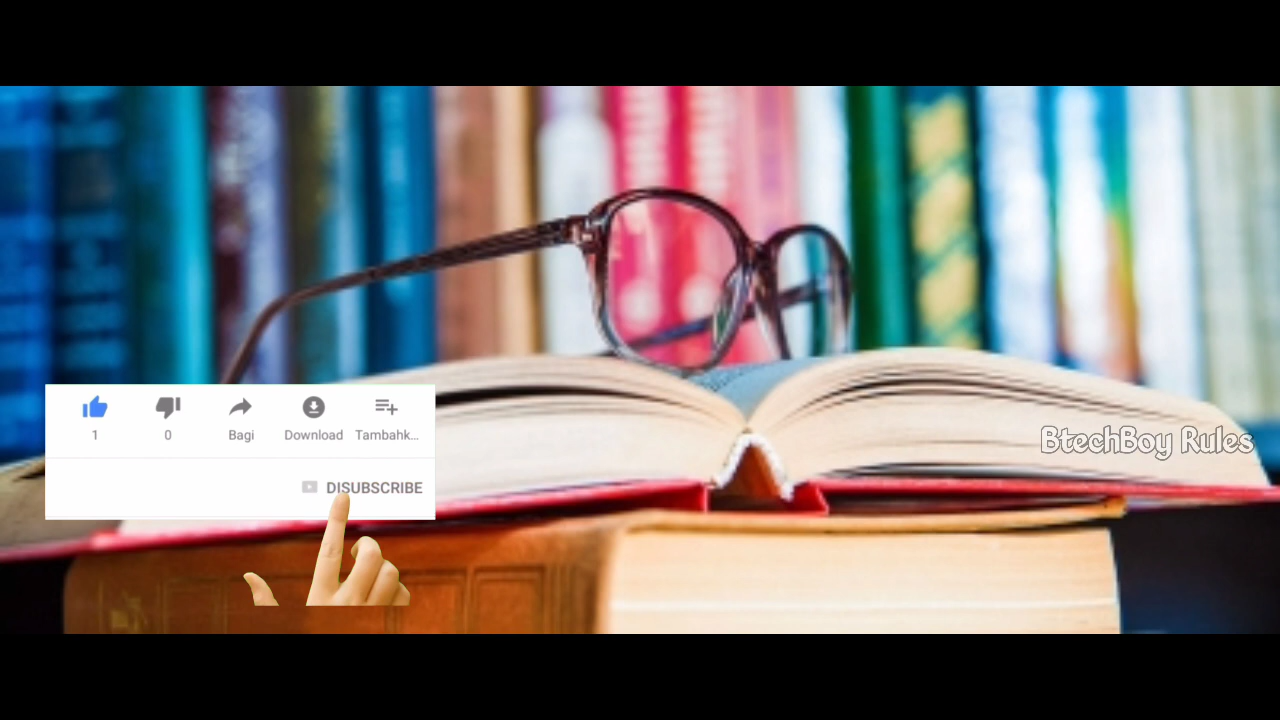 1
0
Bagi
Download
Tambahk...
DISUBSCRIBE
BtechBoy Rules